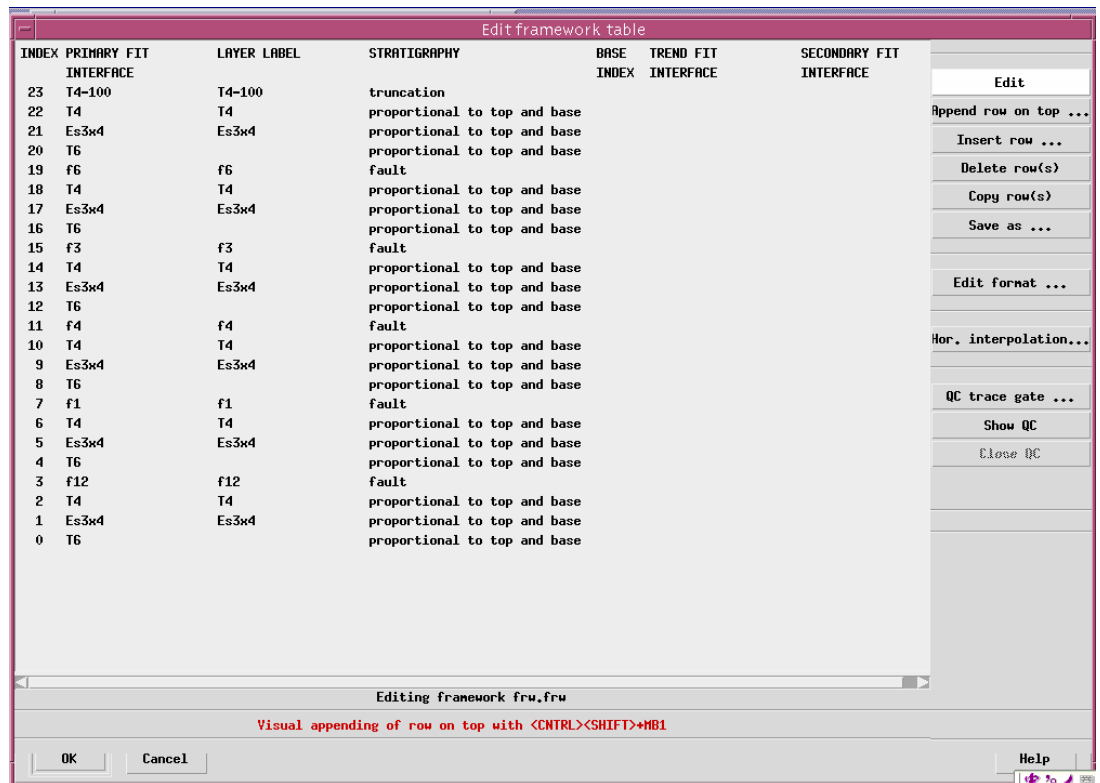 Edit framework table
INDEX PRIMARY FIT LAYER LABEL STRATIGRAPHY BASE TREND FIT SECONDARY FIT
INTERFACE INDEX INTERFACE INTERFACE
23 T4-100 T4-100 truncation
22 T4 T4 proportional to top and base
21 Es3x4 Es3x4 proportional to top and base
20 T6 proportional to top and base
19 f6 f6 fault
18 T4 T4 proportional to top and base
17 Es3x4 Es3x4 proportional to top and base
16 T6 proportional to top and base
15 f3 f3 fault
14 T4 T4 proportional to top and base
13 Es3x4 Es3x4 proportional to top and base
12 T6 proportional to top and base
11 f4 f4 fault
10 T4 T4 proportional to top and base
9 Es3x4 Es3x4 proportional to top and base
8 T6 proportional to top and base
7 f1 f1 fault
6 T4 T4 proportional to top and base
5 Es3x4 Es3x4 proportional to top and base
4 T6 proportional to top and base
3 f12 f12 fault
2 T4 T4 proportional to top and base
1 Es3x4 Es3x4 proportional to top and base
0 T6 proportional to top and base
Edit
Append row on top ...
Insert row ...
Delete row(s)
Copy row(s)
Save as ...
Edit format ...
Hor. interpolation...
QC trace gate ...
Show QC
Close QC
Editing framework frw.frw
Visual appending of row on top with <CNTRL><SHIFT>+MB1
OK Cancel Help